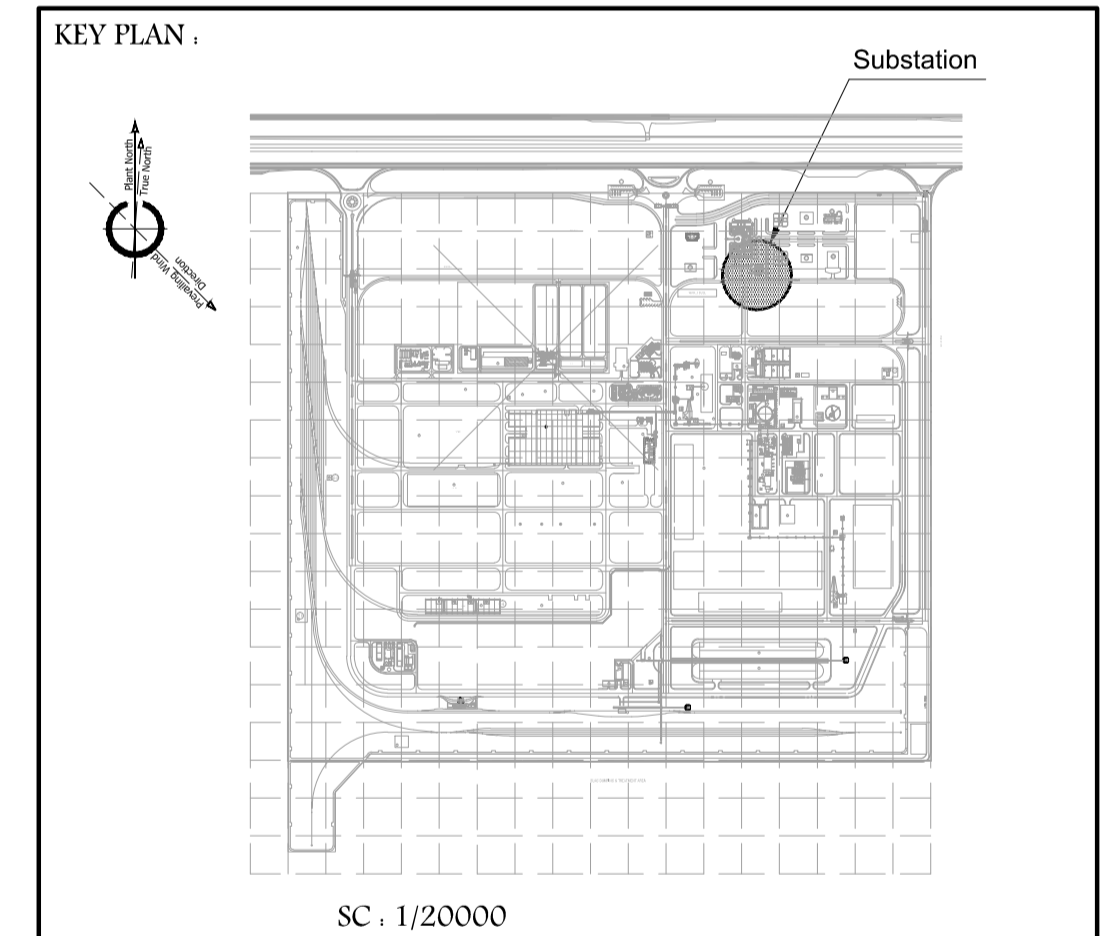 KEY PLAN :
Substation
Plant North
True North
Prevailing Wind
Direction
SC : 1/20000